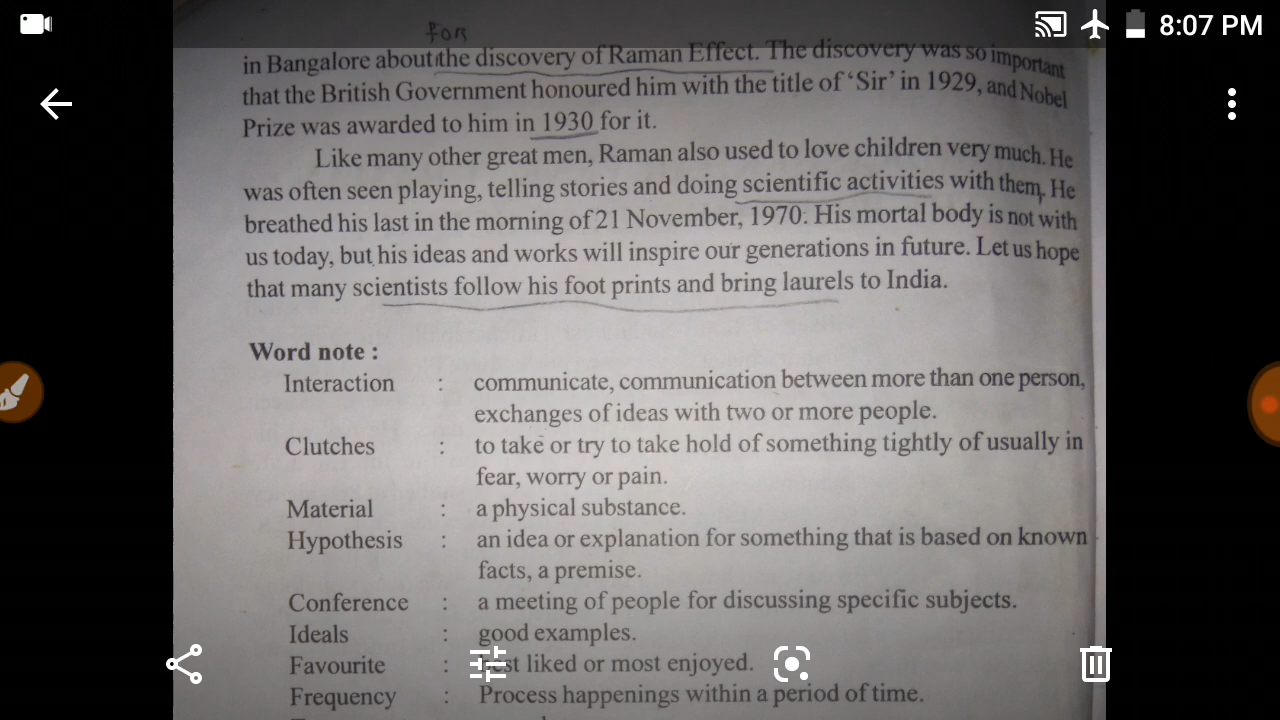 8:07 PM
for
in Bangalore about the discovery of Raman Effect. The discovery was so important
that the British Government honoured him with the title of ‘Sir’ in 1929, and Nobel
Prize was awarded to him in 1930 for it.
Like many other great men, Raman also used to love children very much. He
was often seen playing, telling stories and doing scientific activities with them. He
breathed his last in the morning of 21 November, 1970. His mortal body is not with
us today, but his ideas and works will inspire our generations in future. Let us hope
that many scientists follow his foot prints and bring laurels to India.
Word note :
Interaction : communicate, communication between more than one person,
exchanges of ideas with two or more people.
Clutches : to take or try to take hold of something tightly of usually in
fear, worry or pain.
Material : a physical substance.
Hypothesis : an idea or explanation for something that is based on known
facts, a premise.
Conference : a meeting of people for discussing specific subjects.
Ideals : good examples.
Favourite : best liked or most enjoyed.
Frequency : Process happenings within a period of time.